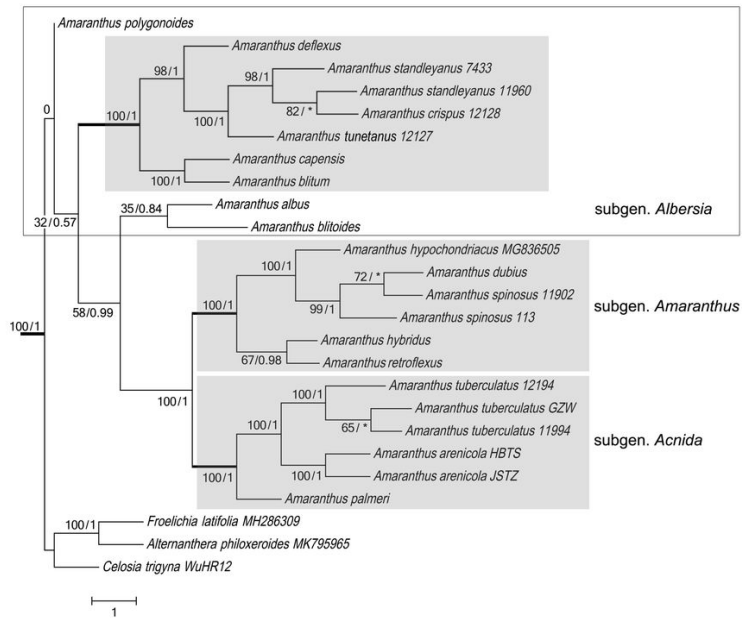 Amaranthus polygonoides
Amaranthus deflexus
98/1
Amaranthus standleyanus 7433
98/1
Amaranthus standleyanus 11960
82/*
0
100/1
Amaranthus crispus 12128
100/1
Amaranthus tunetanus 12127
Amaranthus capensis
100/1
Amaranthus blitum
35/0.84
Amaranthus albus
subgen. Albersia
32/0.57
Amaranthus blitoides
Amaranthus hypochondriacus MG836505
100/1
72/*
Amaranthus dubius
Amaranthus spinosus 11902
100/1
99/1
subgen. Amaranthus
58/0.99
Amaranthus spinosus 113
100/1
Amaranthus hybridus
67/0.98
Amaranthus retroflexus
100/1
100/1
Amaranthus tuberculatus 12194
Amaranthus tuberculatus GZW
100/1
65/*
Amaranthus tuberculatus 11994
subgen. Acnida
Amaranthus arenicola HBTS
100/1
100/1
Amaranthus arenicola JSTZ
Amaranthus palmeri
100/1
Froelichia latifolia MH286309
Alternanthera philoxeroides MK795965
Celosia trigyna WuHR12
1